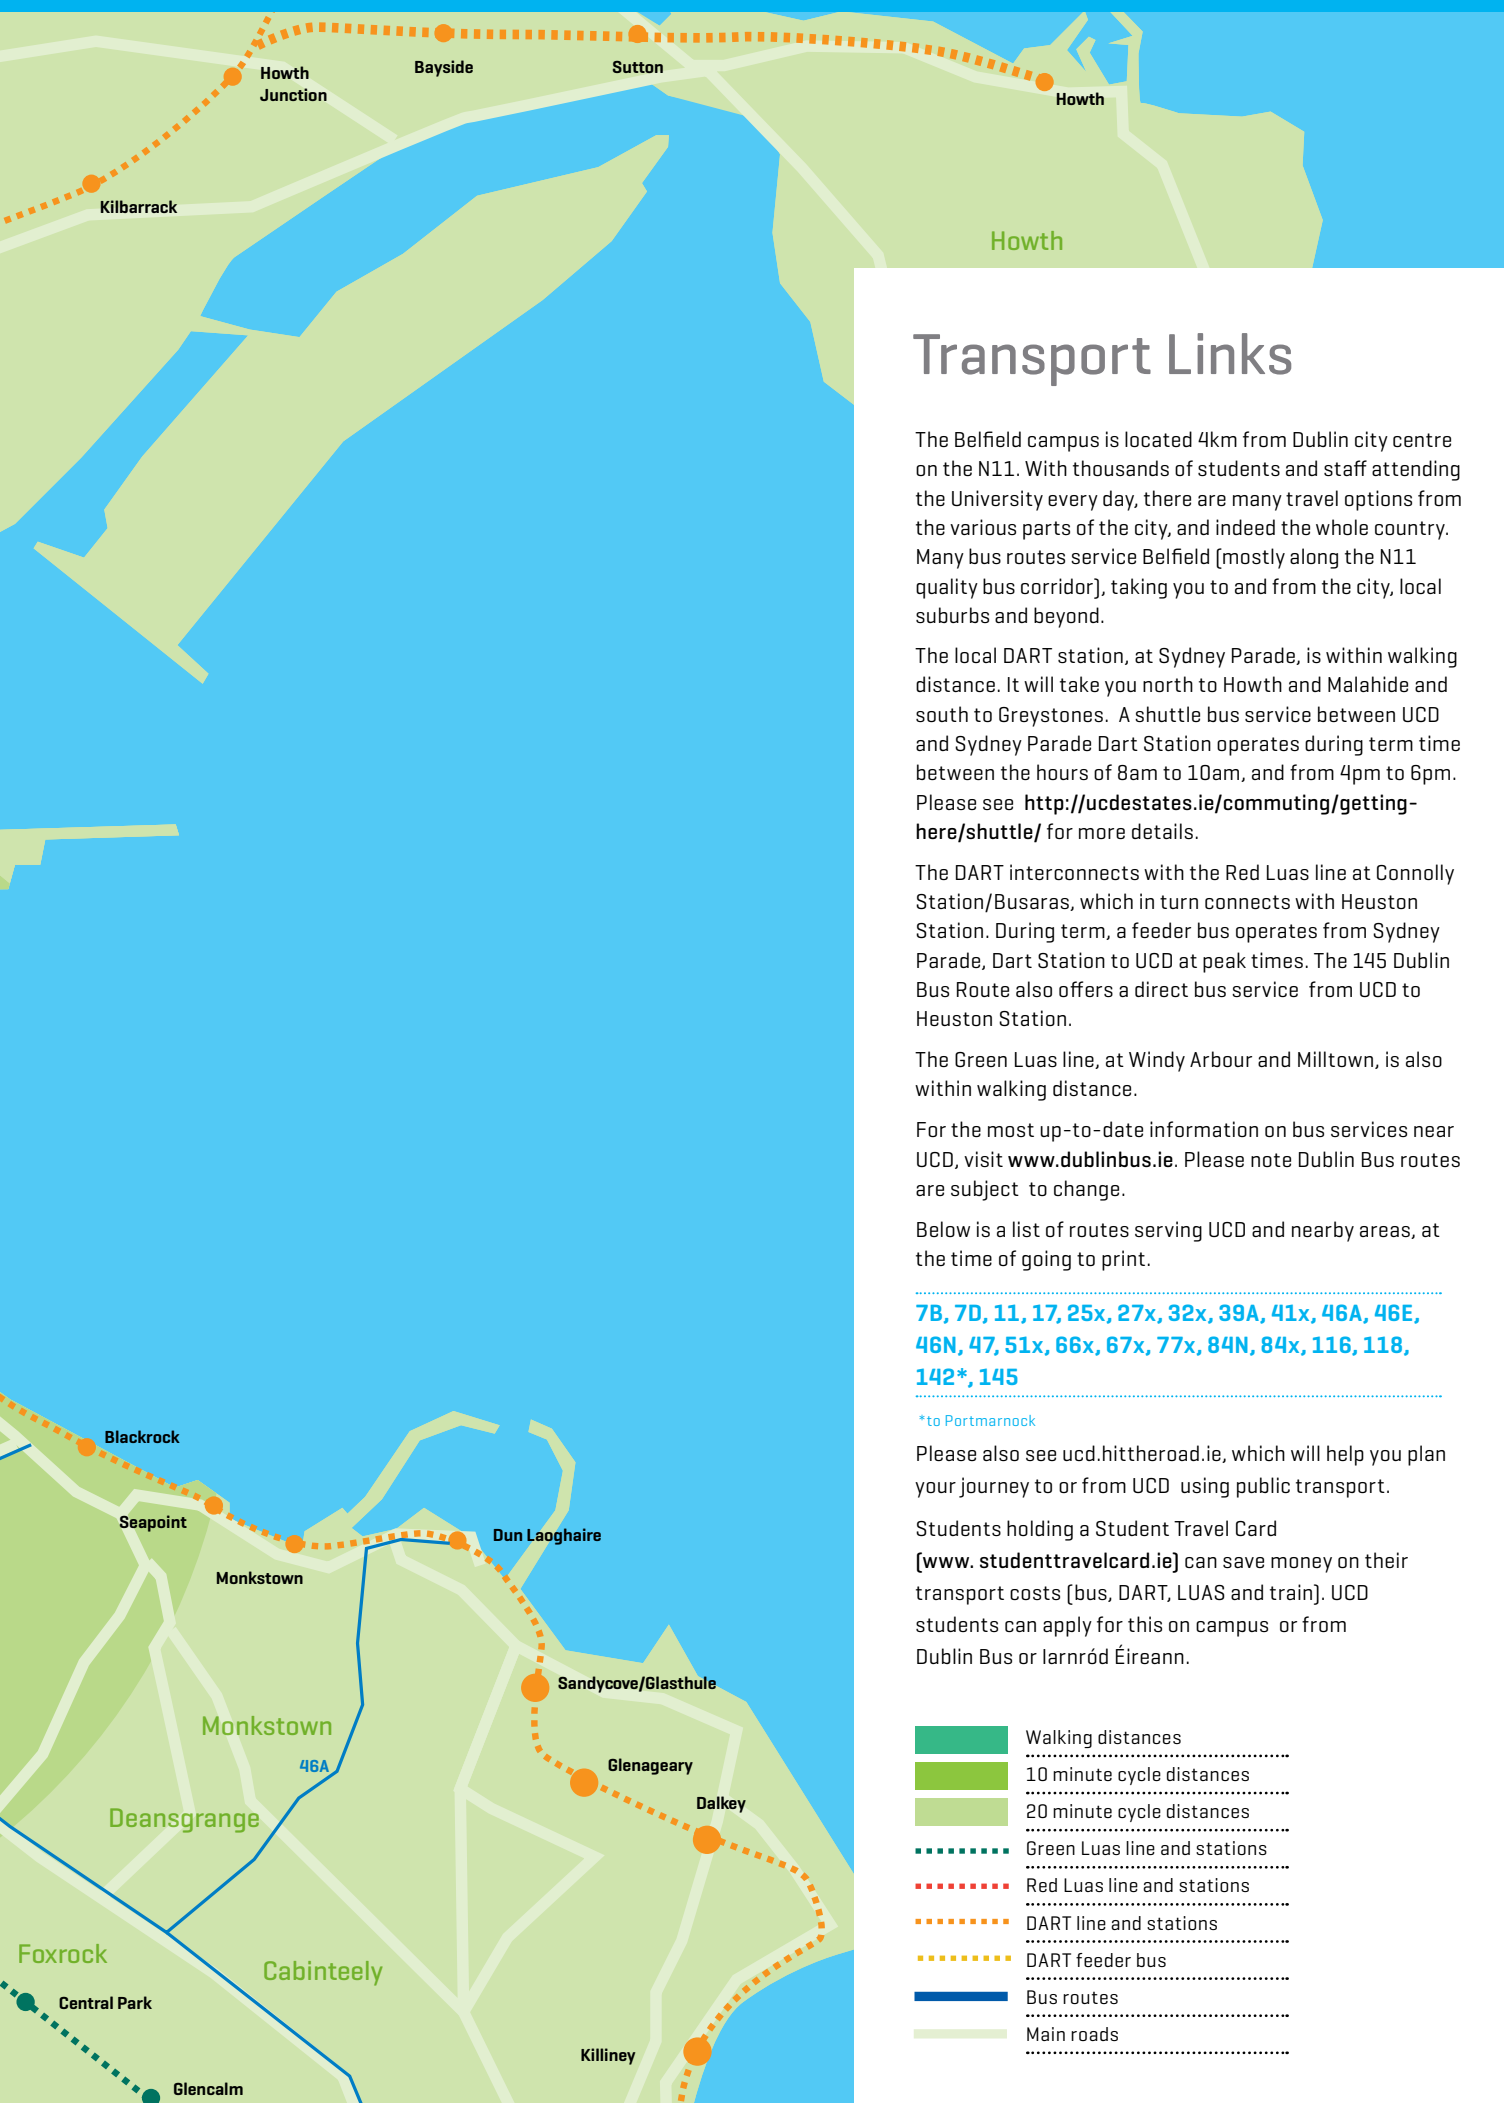 Howth
Junction
Bayside
Sutton
Howth
Kilbarrack
Howth
Transport Links
The Belfield campus is located 4km from Dublin city centre
on the N11. With thousands of students and staff attending
the University every day, there are many travel options from
the various parts of the city, and indeed the whole country.
Many bus routes service Belfield (mostly along the N11
quality bus corridor), taking you to and from the city, local
suburbs and beyond.
The local DART station, at Sydney Parade, is within walking
distance. It will take you north to Howth and Malahide and
south to Greystones. A shuttle bus service between UCD
and Sydney Parade Dart Station operates during term time
between the hours of 8am to 10am, and from 4pm to 6pm.
Please see http://ucdestates.ie/commuting/getting-
here/shuttle/ for more details.
The DART interconnects with the Red Luas line at Connolly
Station/Busaras, which in turn connects with Heuston
Station. During term, a feeder bus operates from Sydney
Parade, Dart Station to UCD at peak times. The 145 Dublin
Bus Route also offers a direct bus service from UCD to
Heuston Station.
The Green Luas line, at Windy Arbour and Milltown, is also
within walking distance.
For the most up-to-date information on bus services near
UCD, visit www.dublinbus.ie. Please note Dublin Bus routes
are subject to change.
Below is a list of routes serving UCD and nearby areas, at
the time of going to print.
7B, 7D, 11, 17, 25x, 27x, 32x, 39A, 41x, 46A, 46E,
46N, 47, 51x, 66x, 67x, 77x, 84N, 84x, 116, 118,
142*, 145
*to Portmarnock
Please also see ucd.hittheroad.ie, which will help you plan
your journey to or from UCD using public transport.
Students holding a Student Travel Card
(www. studenttravelcard.ie) can save money on their
transport costs (bus, DART, LUAS and train). UCD
students can apply for this on campus or from
Dublin Bus or Iarnród Éireann.
Blackrock
Seapoint
Monkstown
Dun Laoghaire
Sandycove/Glasthule
Monkstown
46A
Glenageary
Dalkey
Deansgrange
Foxrock
Cabinteely
Central Park
Killiney
Glencalm
Walking distances
10 minute cycle distances
20 minute cycle distances
Green Luas line and stations
Red Luas line and stations
DART line and stations
DART feeder bus
Bus routes
Main roads